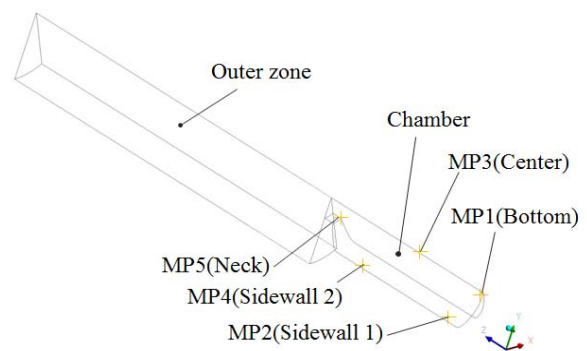 Outer zone
Chamber
MP3(Center)
MP1(Bottom)
MP5(Neck)
MP4(Sidewall 2)
MP2(Sidewall 1)
Z
Y
X